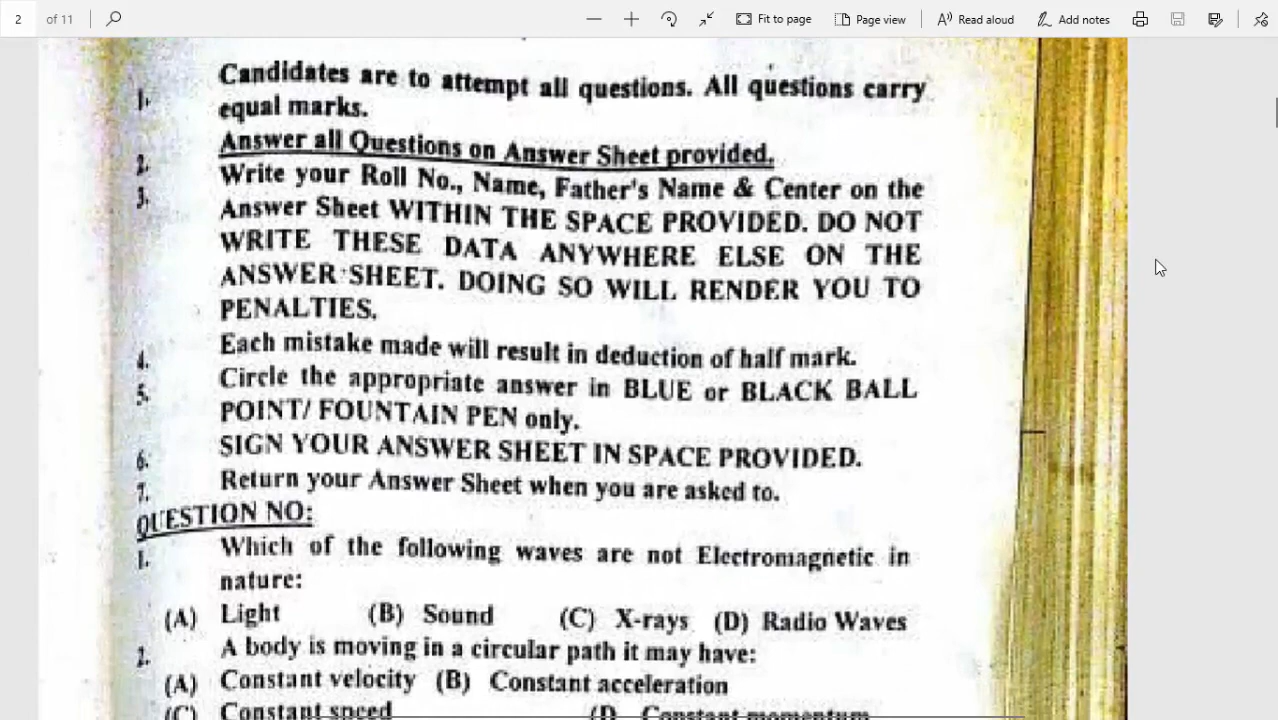 2 of 11 Fit to page Page view Read aloud Add notes
1. Candidates are to attempt all questions. All questions carry
equal marks.
2. Answer all Questions on Answer Sheet provided.
3. Write your Roll No., Name, Father's Name & Center on the
Answer Sheet WITHIN THE SPACE PROVIDED. DO NOT
WRITE THESE DATA ANYWHERE ELSE ON THE
ANSWER SHEET. DOING SO WILL RENDER YOU TO
PENALTIES.
4. Each mistake made will result in deduction of half mark.
5. Circle the appropriate answer in BLUE or BLACK BALL
POINT/ FOUNTAIN PEN only.
6. SIGN YOUR ANSWER SHEET IN SPACE PROVIDED.
7. Return your Answer Sheet when you are asked to.
QUESTION NO:
1. Which of the following waves are not Electromagnetic in
nature:
(A) Light (B) Sound (C) X-rays (D) Radio Waves
2. A body is moving in a circular path it may have:
(A) Constant velocity (B) Constant acceleration
(C) Constant speed (D Constant momentum